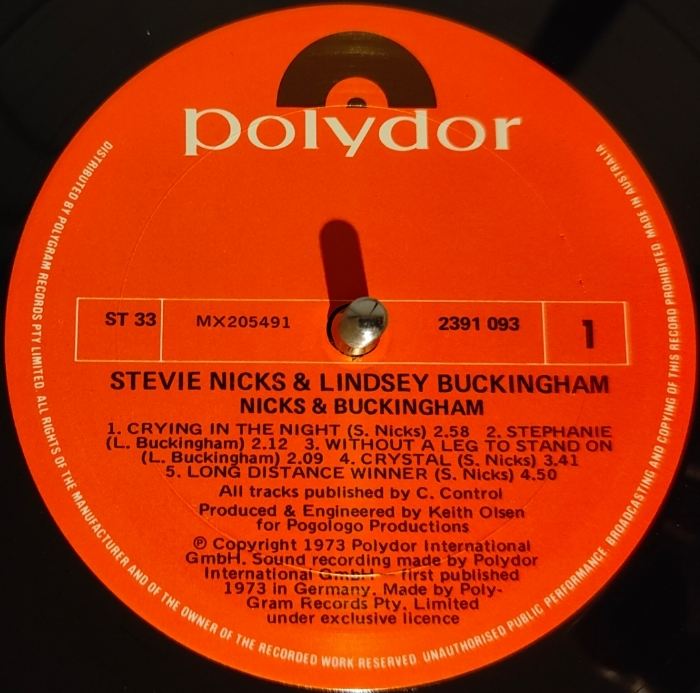 polydor
ST 33 MX205491 2391 093 1
STEVIE NICKS & LINDSEY BUCKINGHAM
NICKS & BUCKINGHAM
1. CRYING IN THE NIGHT (S. Nicks) 2.58 2. STEPHANIE
(L. Buckingham) 2.12 3. WITHOUT A LEG TO STAND ON
(L. Buckingham) 2.09 4. CRYSTAL (S. Nicks) 3.41
5. LONG DISTANCE WINNER (S. Nicks) 4.50
All tracks published by C. Control
Produced & Engineered by Keith Olsen
for Pogologo Productions
℗ Copyright 1973 Polydor International
GmbH. Sound recording made by Polydor
International GmbH — first published
1973 in Germany. Made by Poly-
Gram Records Pty. Limited
under exclusive licence
DISTRIBUTED BY POLYGRAM RECORDS PTY LIMITED. ALL RIGHTS OF THE MANUFACTURER AND OF THE OWNER OF THE RECORDED WORK RESERVED. UNAUTHORISED PUBLIC PERFORMANCE, BROADCASTING AND COPYING OF THIS RECORD PROHIBITED. MADE IN AUSTRALIA